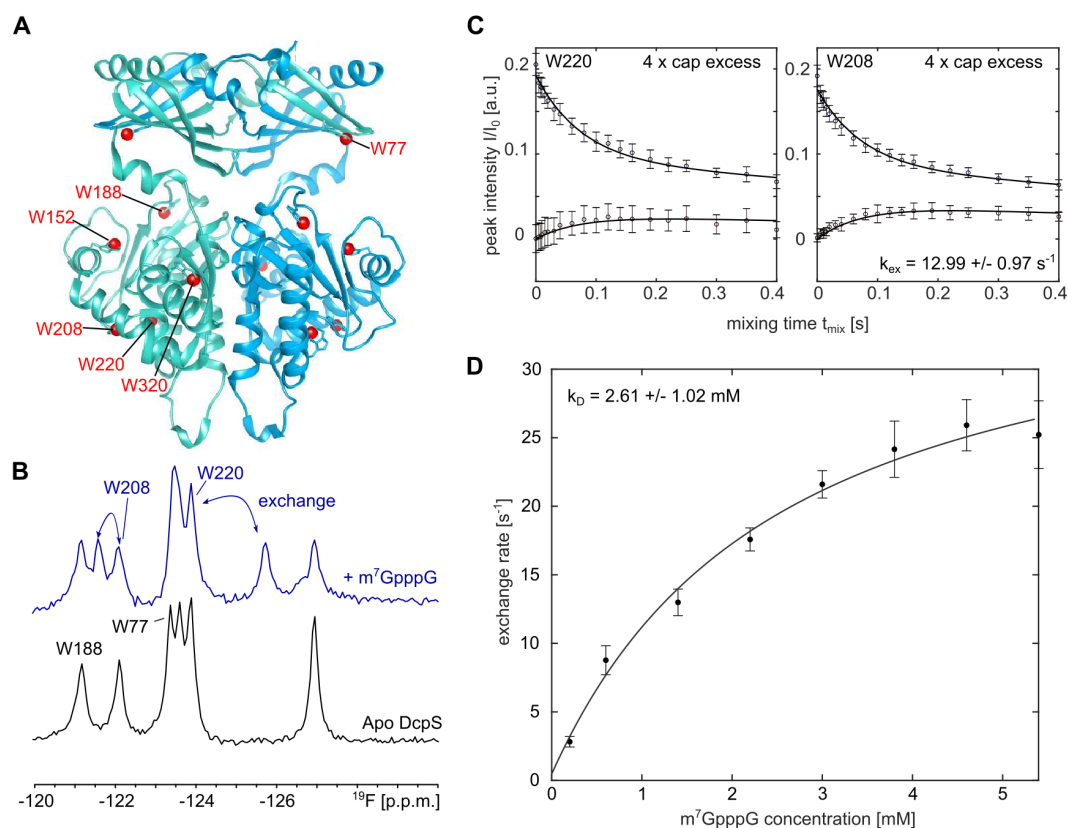 A
W77
W188
W152
W208
W220
W320
B
W220
W208
exchange
+ m⁷GpppG
W77
W188
Apo DcpS
-120 -122 -124 -126 ¹⁹F [p.p.m.]
C
peak intensity I/I₀ [a.u.]
0.2
0.1
0
W220 4 x cap excess
0 0.1 0.2 0.3 0.4
0.2
0.1
0
W208 4 x cap excess
kₑₓ = 12.99 +/- 0.97 s⁻¹
0 0.1 0.2 0.3 0.4
mixing time tₘᵢₓ [s]
D
k_D = 2.61 +/- 1.02 mM
exchange rate [s⁻¹]
30
25
20
15
10
5
0
0 1 2 3 4 5
m⁷GpppG concentration [mM]